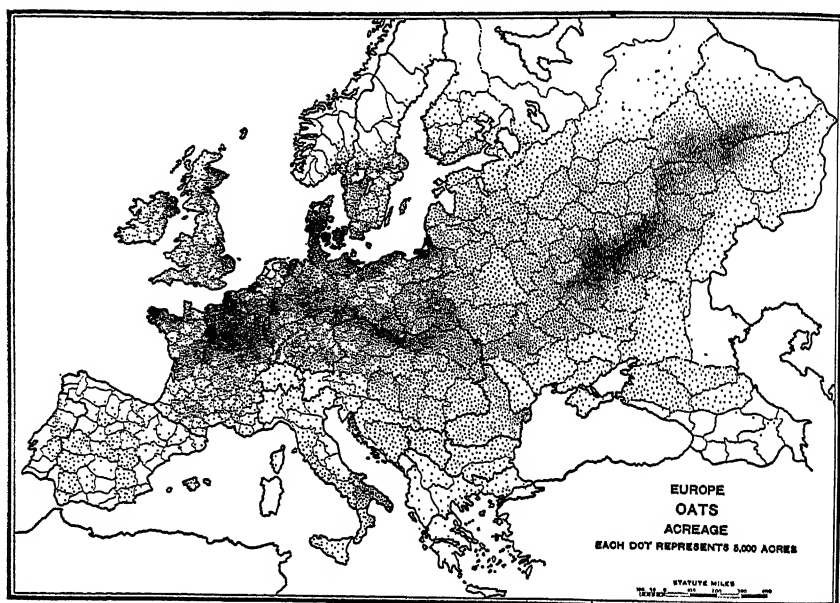 EUROPE
OATS
ACREAGE
EACH DOT REPRESENTS 5,000 ACRES
STATUTE MILES